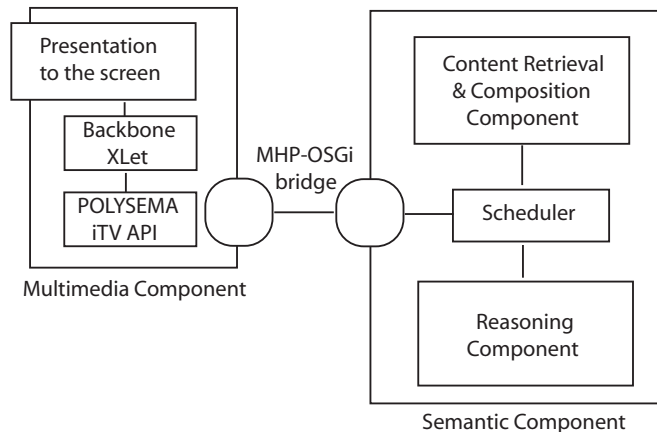 Presentation
to the screen
Backbone
XLet
POLYSEMA
iTV API
Multimedia Component
MHP-OSGi
bridge
Content Retrieval
& Composition
Component
Scheduler
Reasoning
Component
Semantic Component